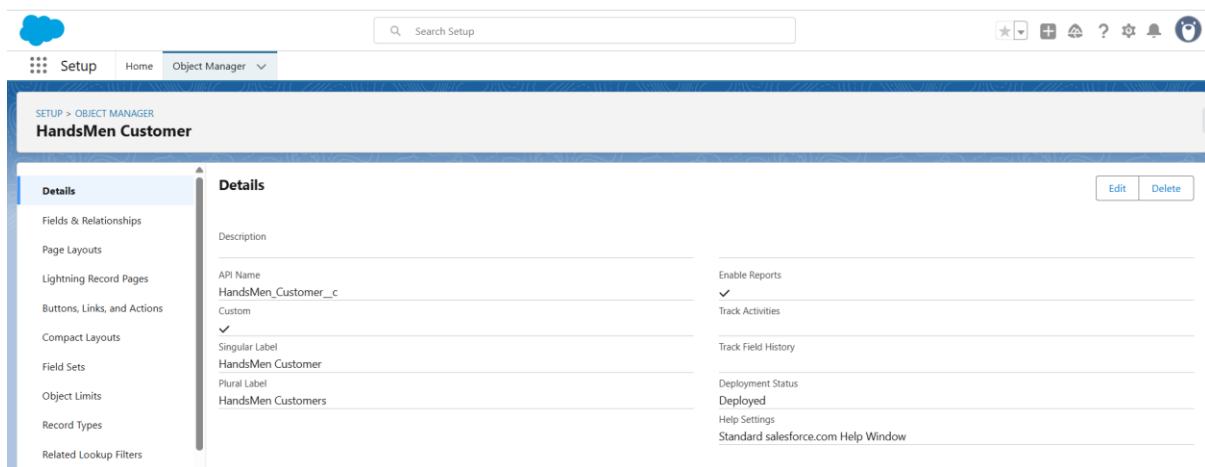 Search Setup
?
Setup
Home
Object Manager
SETUP > OBJECT MANAGER
HandsMen Customer
Details
Fields & Relationships
Page Layouts
Lightning Record Pages
Buttons, Links, and Actions
Compact Layouts
Field Sets
Object Limits
Record Types
Related Lookup Filters
Details
Edit
Delete
Description
API Name
HandsMen_Customer__c
Custom
Singular Label
HandsMen Customer
Plural Label
HandsMen Customers
Enable Reports
Track Activities
Track Field History
Deployment Status
Deployed
Help Settings
Standard salesforce.com Help Window